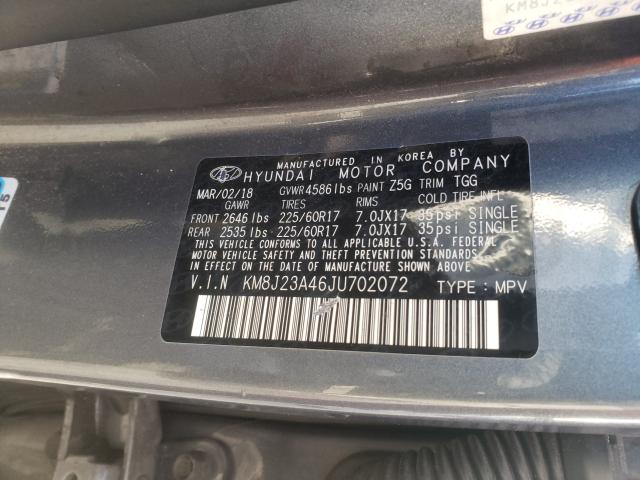 KM8J2
MANUFACTURED IN KOREA BY
HYUNDAI MOTOR COMPANY
MAR/02/18 GVWR4586lbs PAINT Z5G TRIM TGG
GAWR TIRES RIMS COLD TIRE INFL
FRONT 2646 lbs 225/60R17 7.0JX17 35psi SINGLE
REAR 2535 lbs 225/60R17 7.0JX17 35psi SINGLE
THIS VEHICLE CONFORMS TO ALL APPLICABLE U.S.A. FEDERAL
MOTOR VEHICLE SAFETY, BUMPER, AND THEFT PREVENTION STANDARDS
IN EFFECT ON THE DATE OF MANUFACTURE SHOWN ABOVE.
V.I.N KM8J23A46JU702072 TYPE: MPV